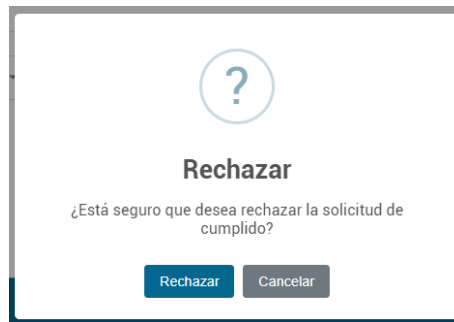 ?
Rechazar
¿Está seguro que desea rechazar la solicitud de
cumplido?
Rechazar Cancelar